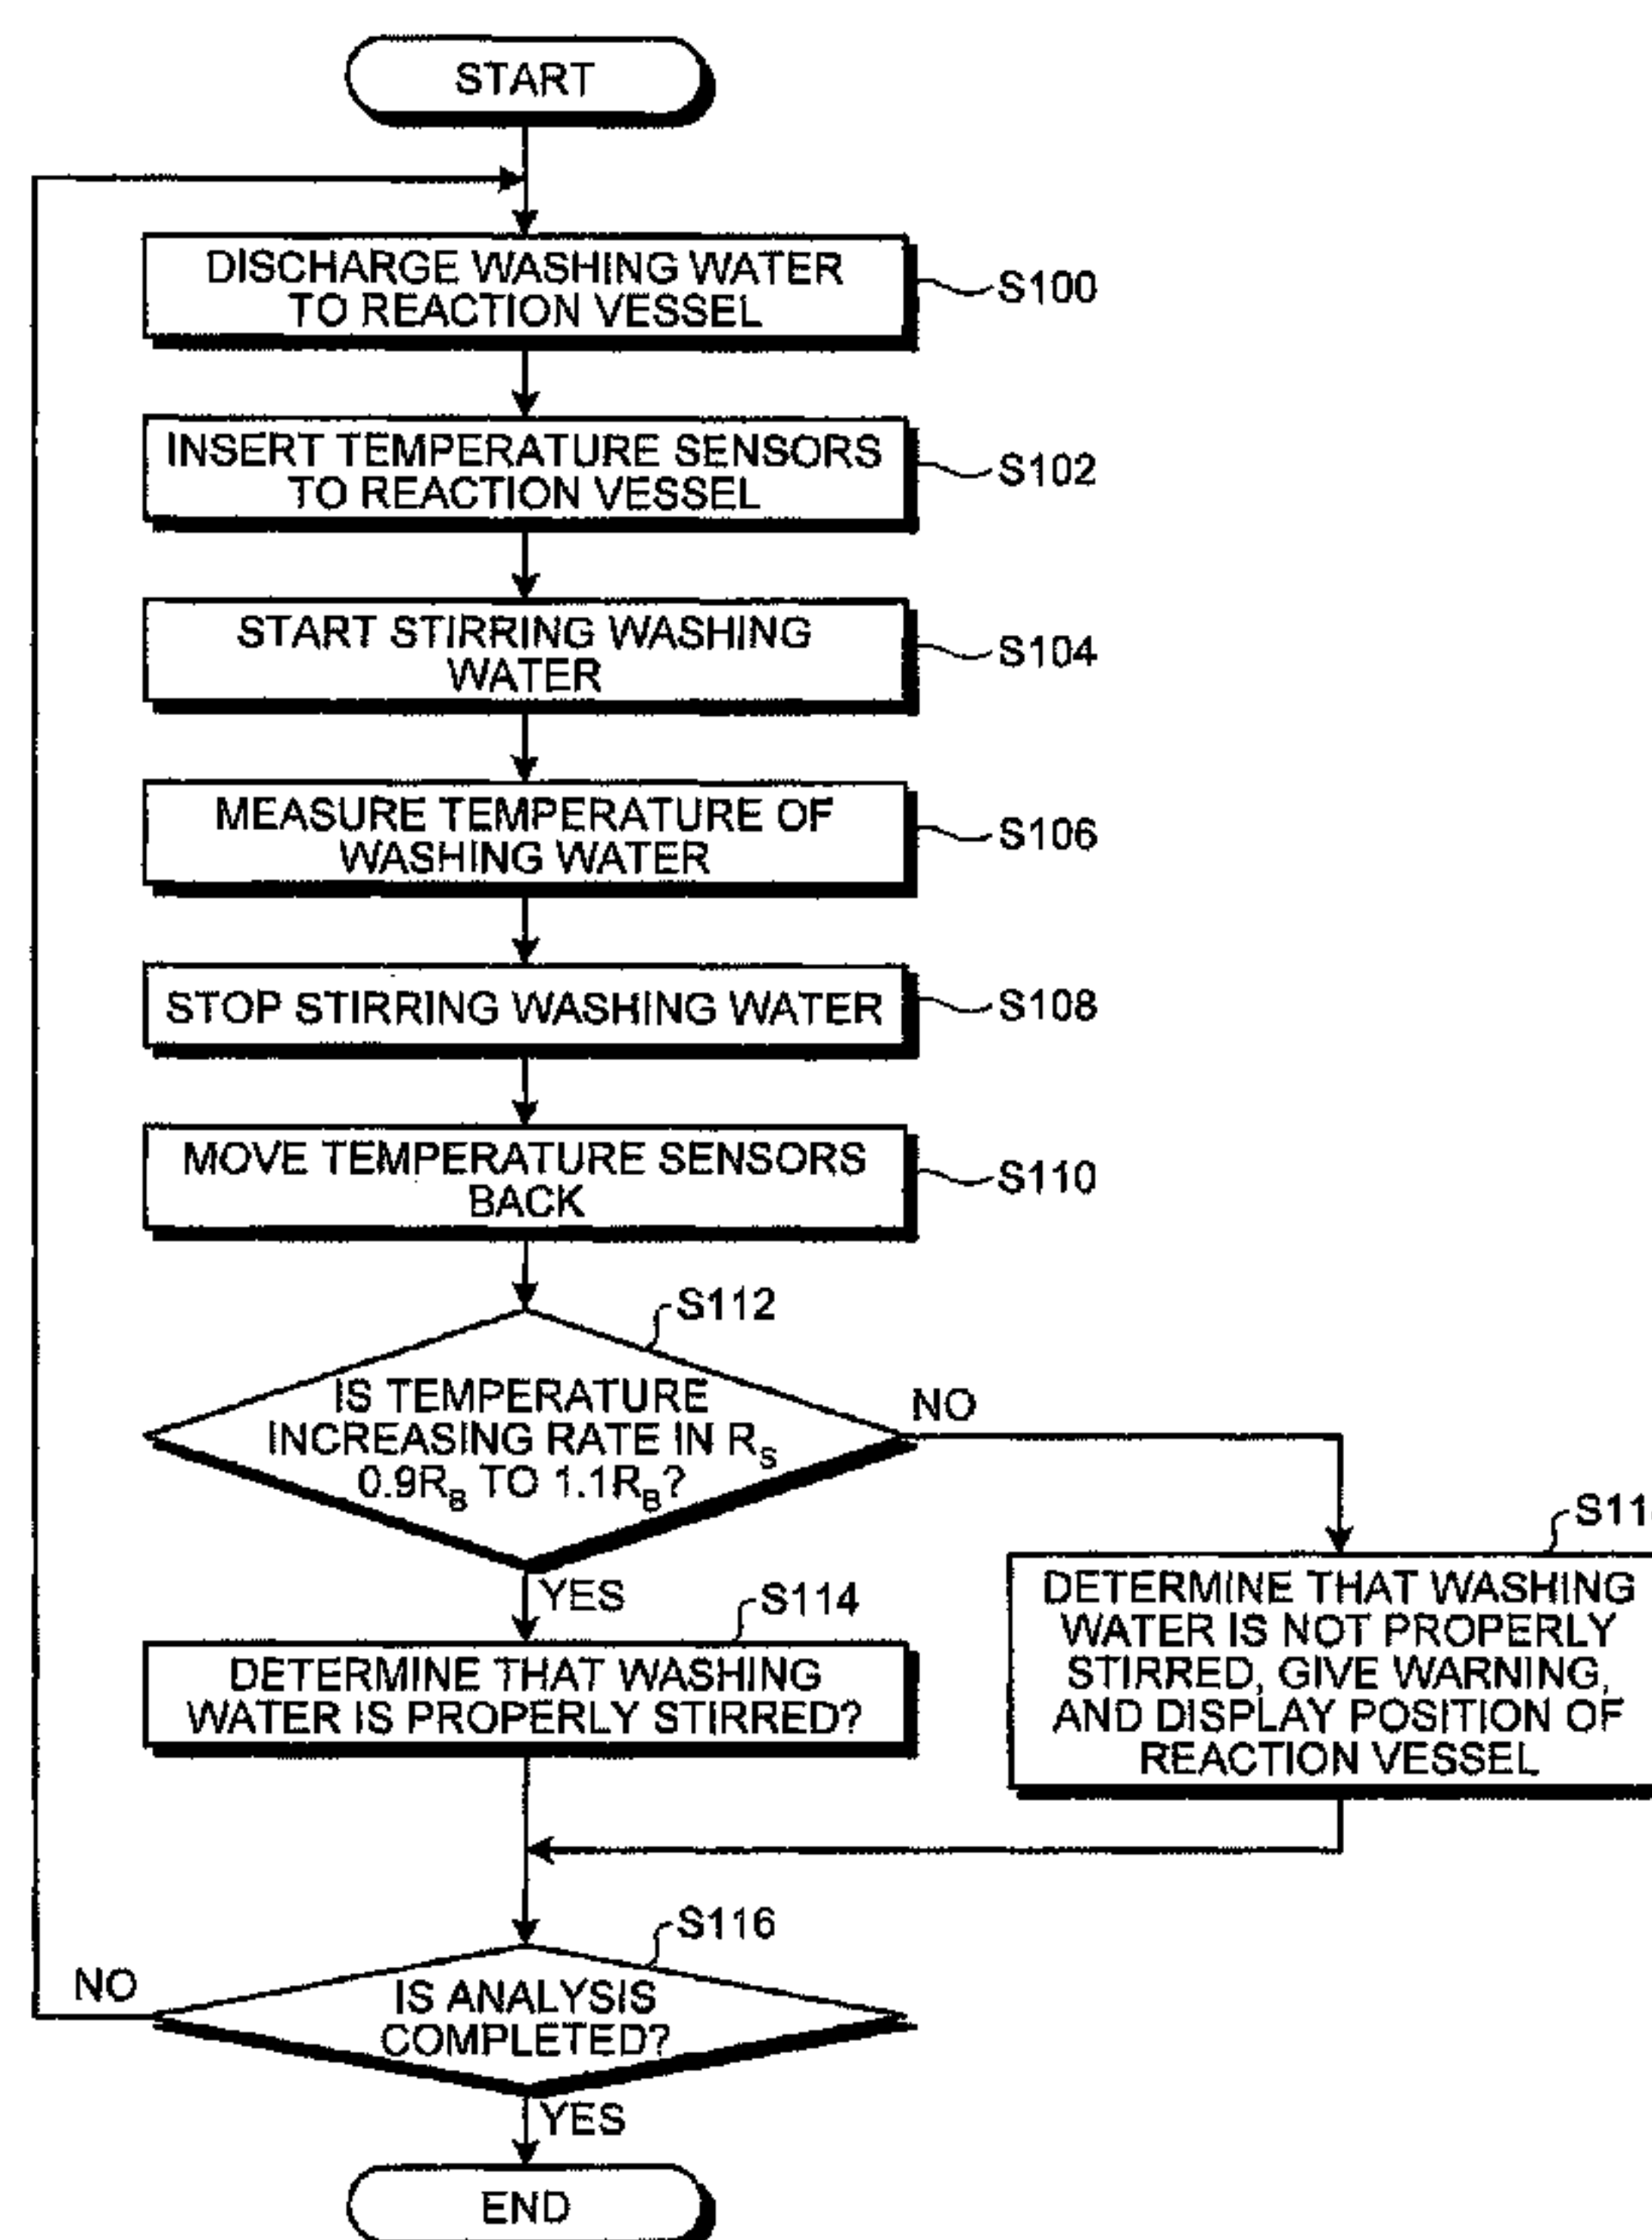 START
DISCHARGE WASHING WATER
TO REACTION VESSEL
S100
INSERT TEMPERATURE SENSORS
TO REACTION VESSEL
S102
START STIRRING WASHING
WATER
S104
MEASURE TEMPERATURE OF
WASHING WATER
S106
STOP STIRRING WASHING WATER
S108
MOVE TEMPERATURE SENSORS
BACK
S110
S112
IS TEMPERATURE
INCREASING RATE IN RS
0.9RB TO 1.1RB?
NO
YES
S114
DETERMINE THAT WASHING
WATER IS PROPERLY STIRRED?
DETERMINE THAT WASHING
WATER IS NOT PROPERLY
STIRRED, GIVE WARNING,
AND DISPLAY POSITION OF
REACTION VESSEL
S116
IS ANALYSIS
COMPLETED?
NO
YES
END